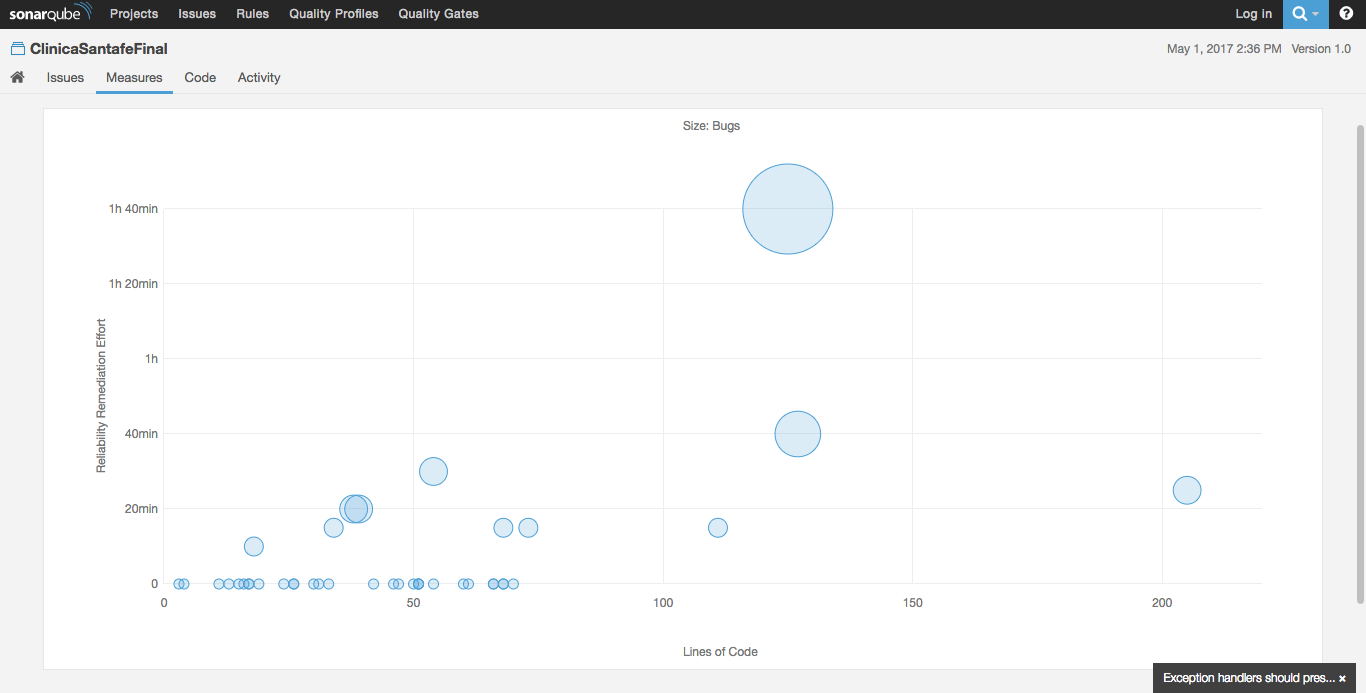 sonarqube Projects Issues Rules Quality Profiles Quality Gates Log in
ClinicaSantafeFinal May 1, 2017 2:36 PM Version 1.0
Issues Measures Code Activity
Size: Bugs
1h 40min
1h 20min
1h
40min
20min
0
Reliability Remediation Effort
0 50 100 150 200
Lines of Code
Exception handlers should pres... ×